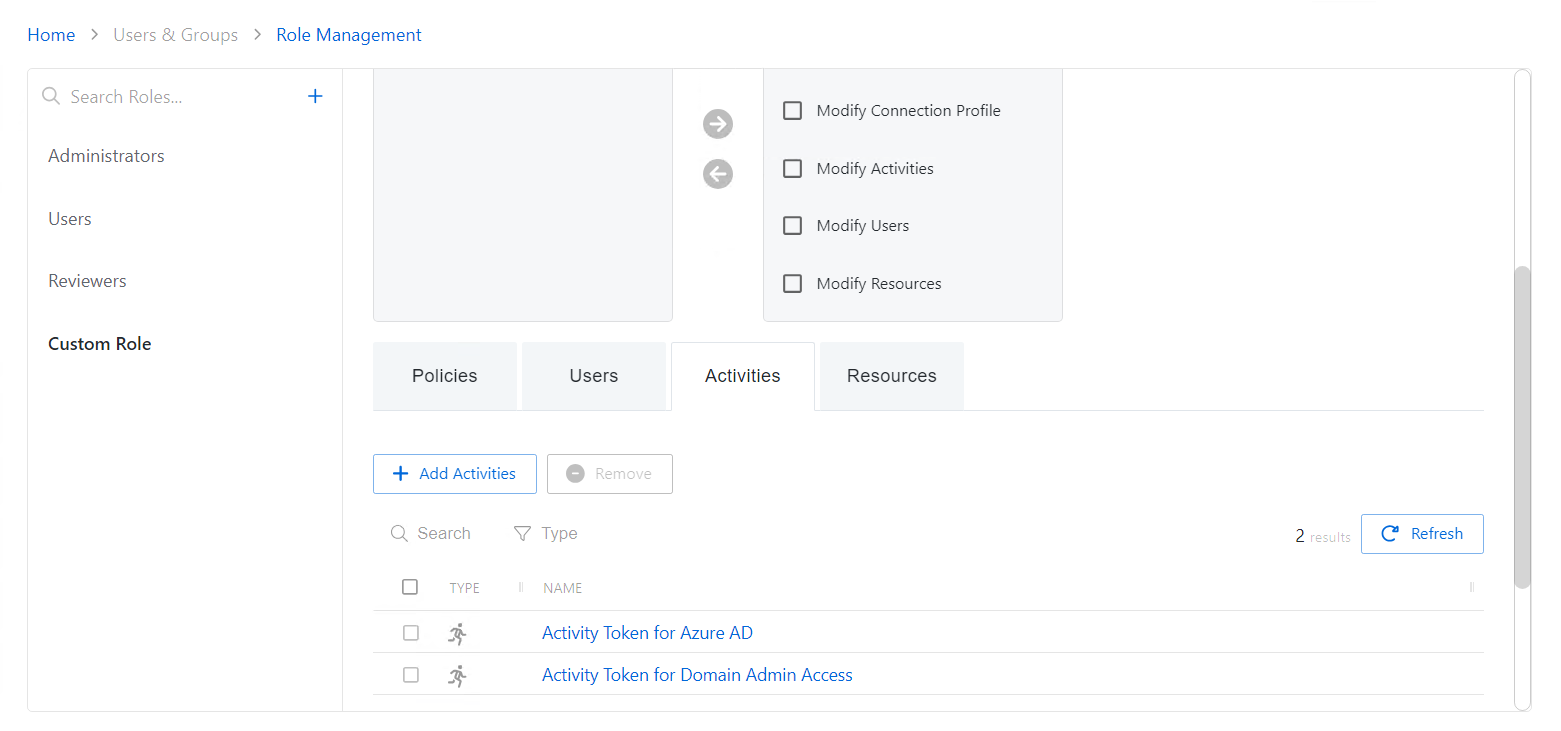 Home > Users & Groups > Role Management
Search Roles...
Administrators
Users
Reviewers
Custom Role
Modify Connection Profile
Modify Activities
Modify Users
Modify Resources
Policies Users Activities Resources
+ Add Activities Remove
Search Type 2 results Refresh
TYPE NAME
Activity Token for Azure AD
Activity Token for Domain Admin Access